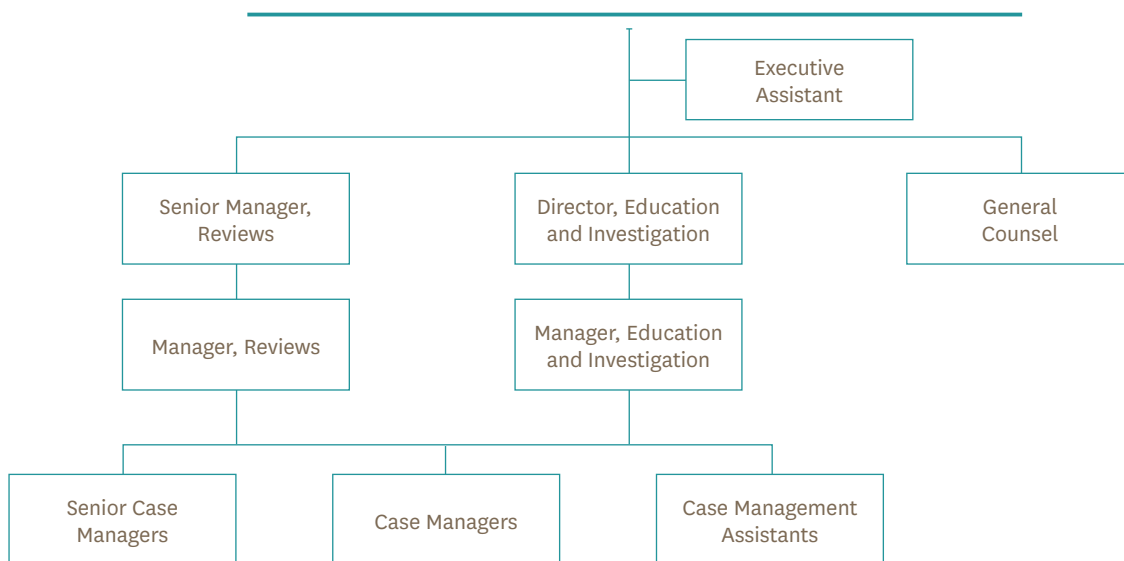 Executive
Assistant
Senior Manager,
Reviews
Director, Education
and Investigation
General
Counsel
Manager, Reviews
Manager, Education
and Investigation
Senior Case
Managers
Case Managers
Case Management
Assistants